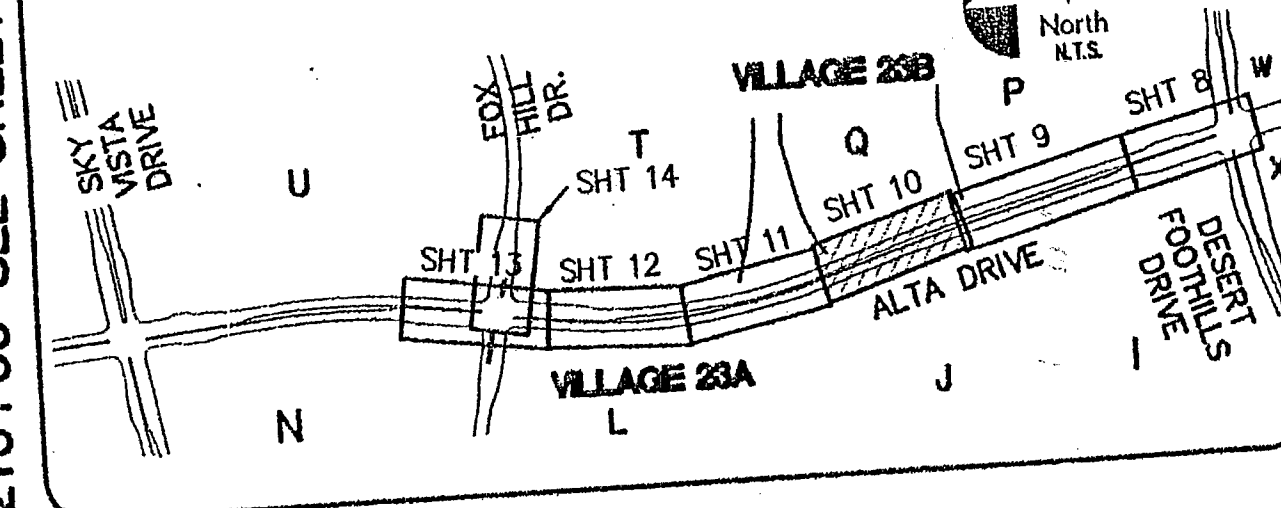 North
N.T.S.
VILLAGE 23B
W
P
SHT 8
FOX
HILL
DR.
SKY
VISTA
DRIVE
T
Q
SHT 9
X
U
SHT 14
SHT 10
SHT 13
SHT 12
SHT 11
ALTA DRIVE
DESERT
FOOTHILLS
DRIVE
VILLAGE 23A
J
I
N
L